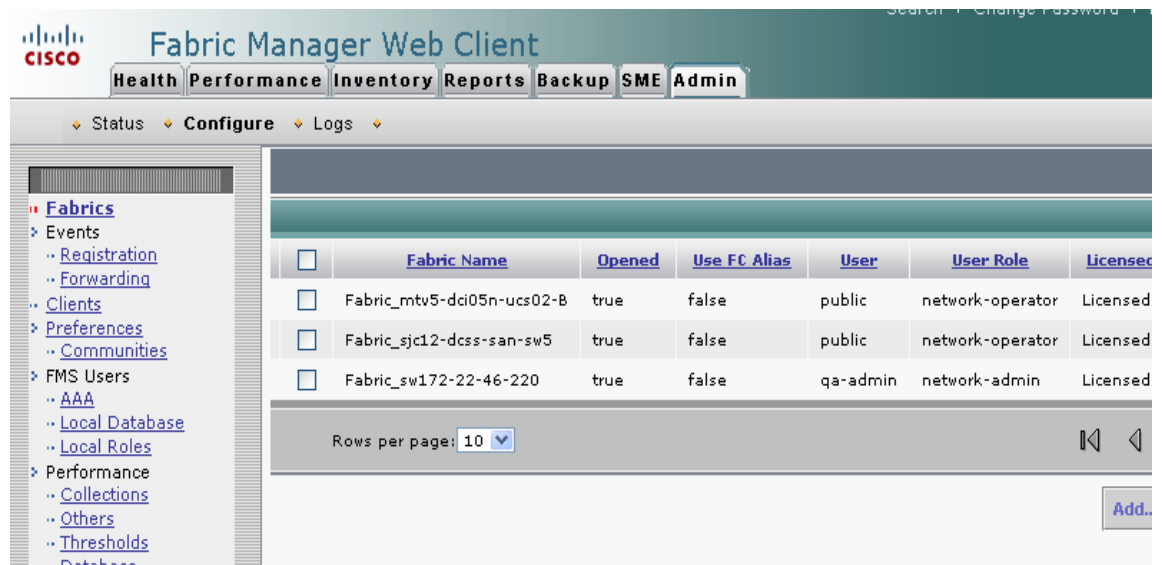 Search Change Password
CISCO
Fabric Manager Web Client
Health Performance Inventory Reports Backup SME Admin
Status Configure Logs
Fabrics
Events
Registration
Forwarding
Clients
Preferences
Communities
FMS Users
AAA
Local Database
Local Roles
Performance
Collections
Others
Thresholds
Database
Fabric Name Opened Use FC Alias User User Role Licensed
Fabric_mtv5-dci05n-ucs02-B true false public network-operator Licensed
Fabric_sjc12-dcss-san-sw5 true false public network-operator Licensed
Fabric_sw172-22-46-220 true false qa-admin network-admin Licensed
Rows per page: 10
Add..